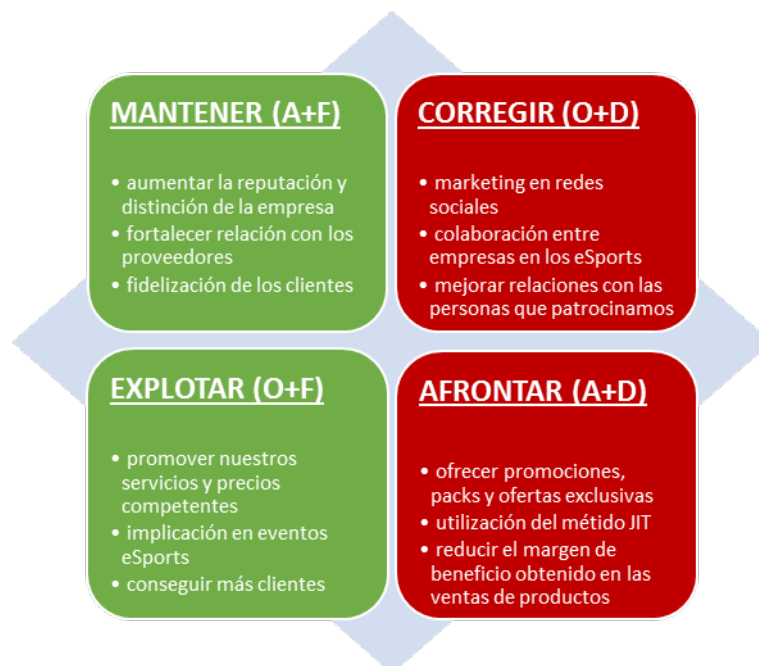 MANTENER (A+F)
• aumentar la reputación y
distinción de la empresa
• fortalecer relación con los
proveedores
• fidelización de los clientes
CORREGIR (O+D)
• marketing en redes
sociales
• colaboración entre
empresas en los eSports
• mejorar relaciones con las
personas que patrocinamos
EXPLOTAR (O+F)
• promover nuestros
servicios y precios
competentes
• implicación en eventos
eSports
• conseguir más clientes
AFRONTAR (A+D)
• ofrecer promociones,
packs y ofertas exclusivas
• utilización del métido JIT
• reducir el margen de
beneficio obtenido en las
ventas de productos